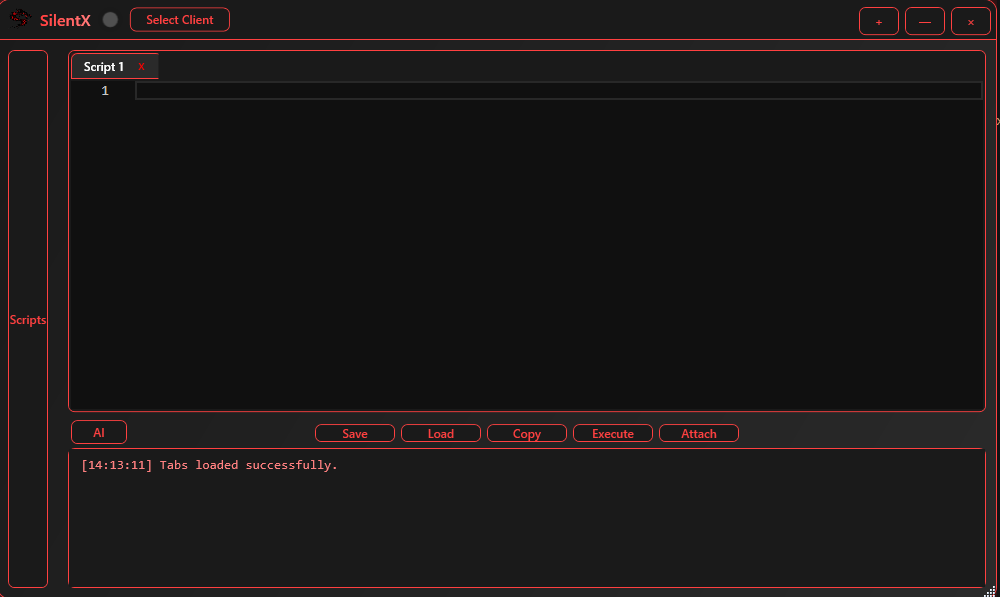 SilentX Select Client + — ×
Script 1 x
1
Scripts
AI Save Load Copy Execute Attach
[14:13:11] Tabs loaded successfully.